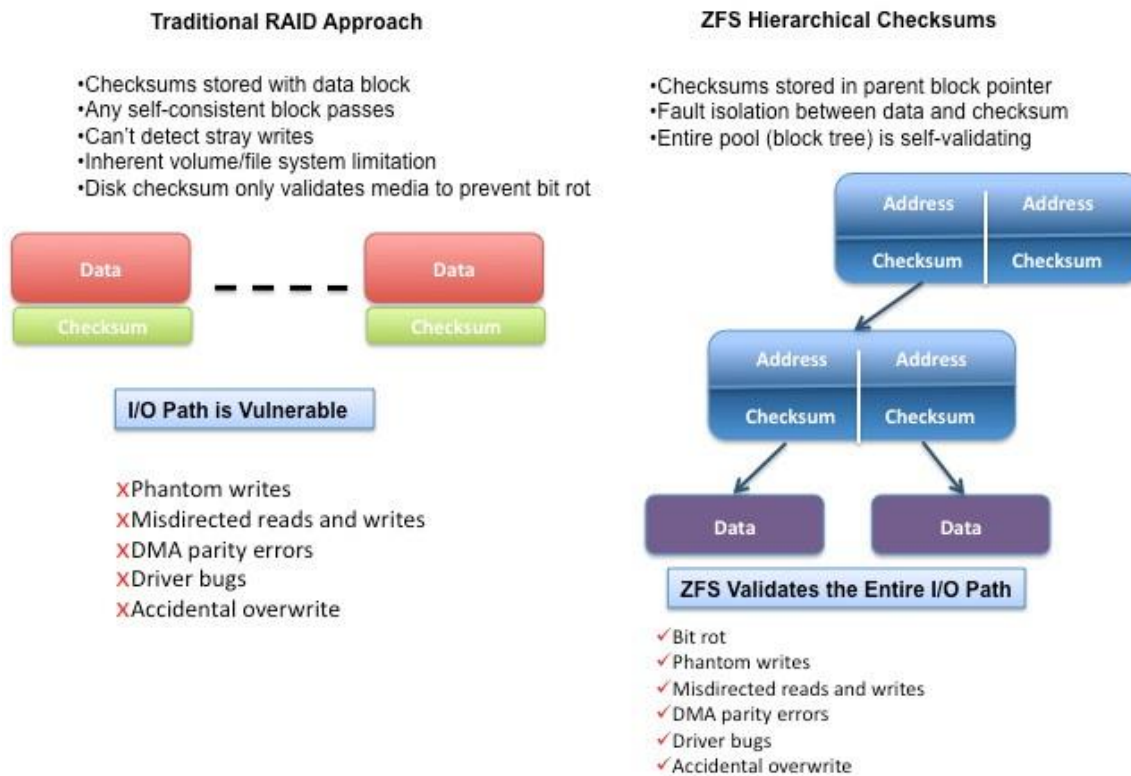 Traditional RAID Approach
•Checksums stored with data block
•Any self-consistent block passes
•Can't detect stray writes
•Inherent volume/file system limitation
•Disk checksum only validates media to prevent bit rot
Data
Data
Checksum
Checksum
I/O Path is Vulnerable
xPhantom writes
xMisdirected reads and writes
xDMA parity errors
xDriver bugs
xAccidental overwrite
ZFS Hierarchical Checksums
•Checksums stored in parent block pointer
•Fault isolation between data and checksum
•Entire pool (block tree) is self-validating
Address
Address
Checksum
Checksum
Address
Address
Checksum
Checksum
Data
Data
ZFS Validates the Entire I/O Path
✓Bit rot
✓Phantom writes
✓Misdirected reads and writes
✓DMA parity errors
✓Driver bugs
✓Accidental overwrite